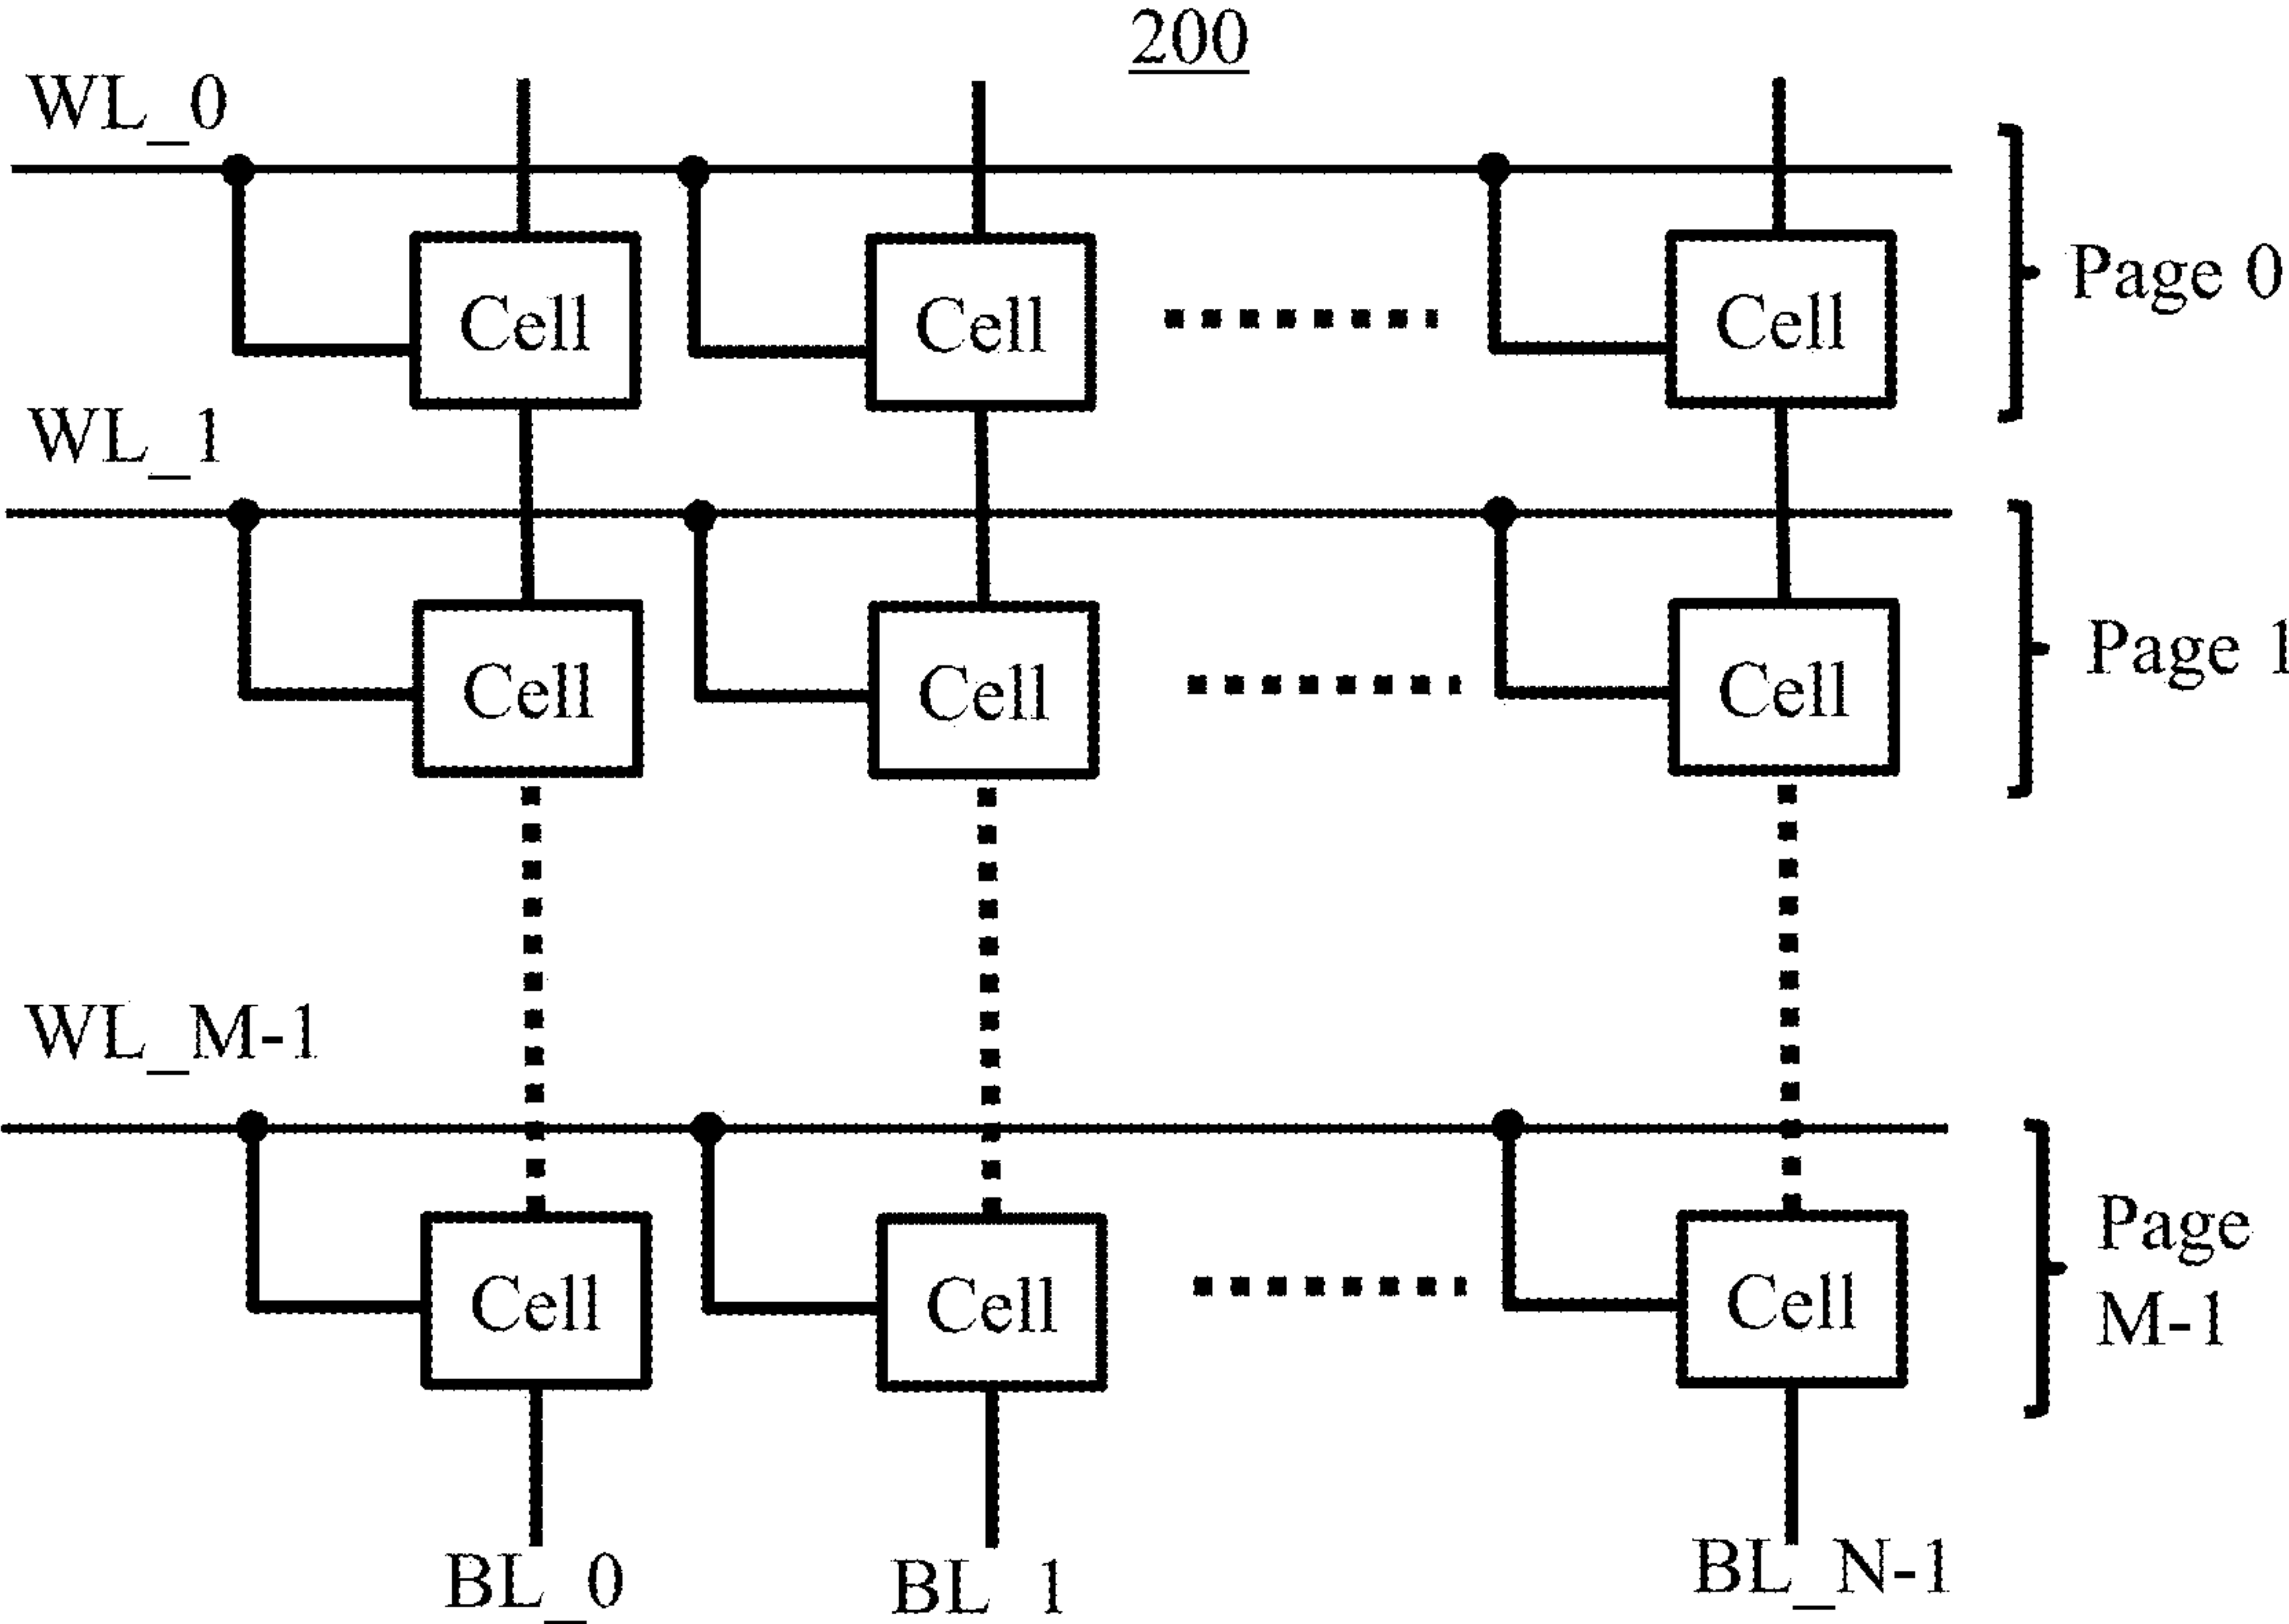 200
WL_0
Cell Cell Cell
Page 0
WL_1
Cell Cell Cell
Page 1
WL_M-1
Cell Cell Cell
Page
M-1
BL_0 BL_1 BL_N-1